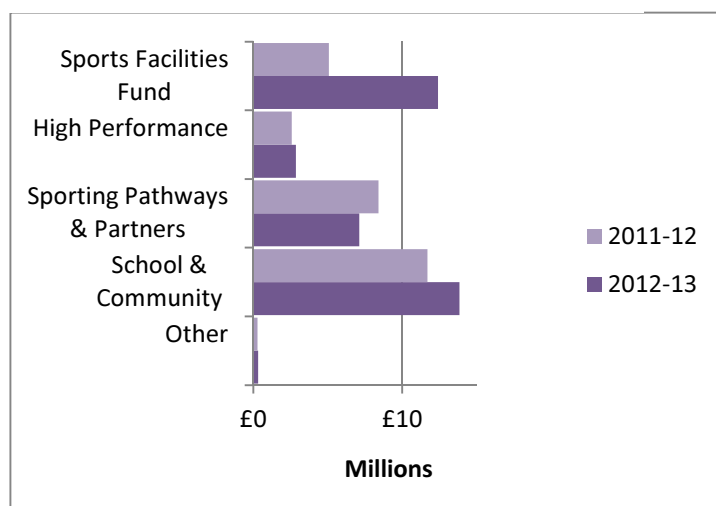 Sports Facilities
Fund
High Performance
Sporting Pathways
& Partners
School &
Community
Other
2011-12
2012-13
£0
£10
Millions